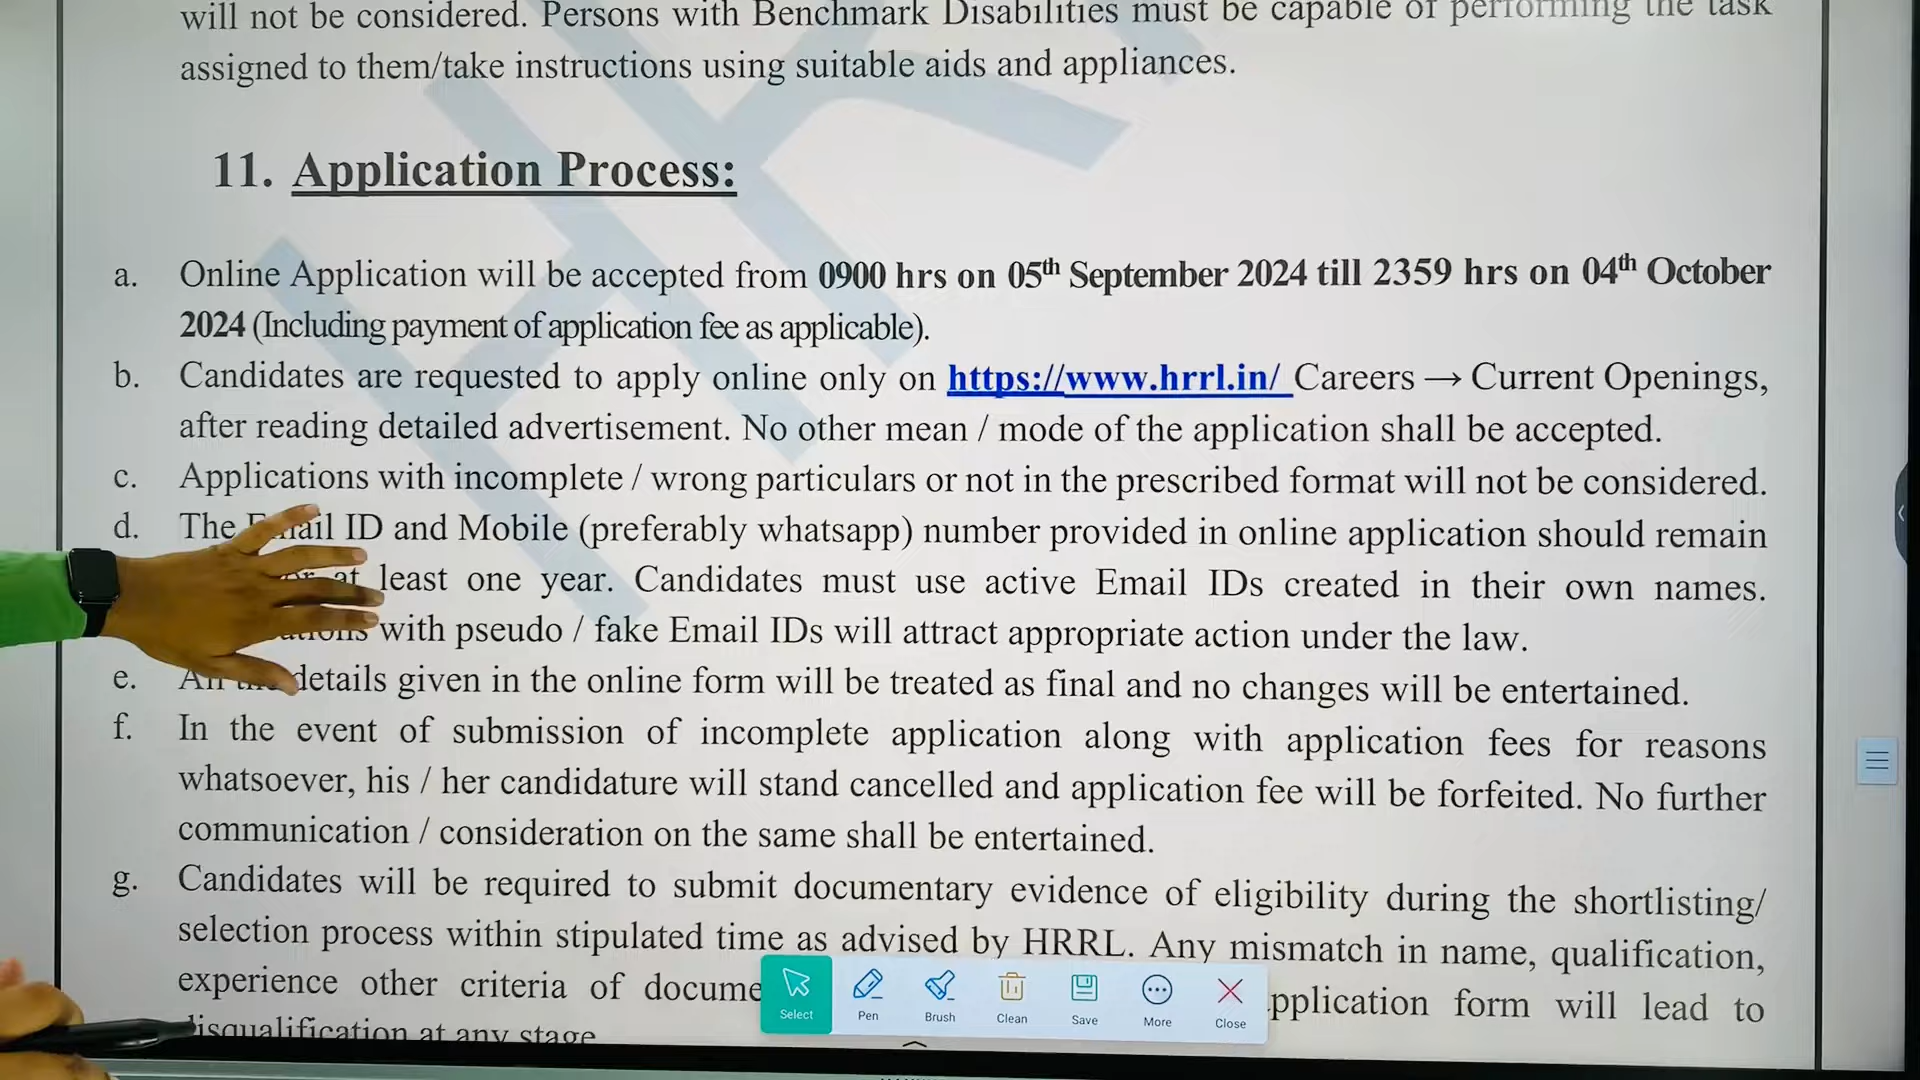 will not be considered. Persons with Benchmark Disabilities must be capable of performing the task
assigned to them/take instructions using suitable aids and appliances.
11. Application Process:
a. Online Application will be accepted from 0900 hrs on 05th September 2024 till 2359 hrs on 04th October
2024 (Including payment of application fee as applicable).
b. Candidates are requested to apply online only on https://www.hrrl.in/ Careers → Current Openings,
after reading detailed advertisement. No other mean / mode of the application shall be accepted.
c. Applications with incomplete / wrong particulars or not in the prescribed format will not be considered.
d. The Email ID and Mobile (preferably whatsapp) number provided in online application should remain
at least one year. Candidates must use active Email IDs created in their own names.
with pseudo / fake Email IDs will attract appropriate action under the law.
e. All the details given in the online form will be treated as final and no changes will be entertained.
f. In the event of submission of incomplete application along with application fees for reasons
whatsoever, his / her candidature will stand cancelled and application fee will be forfeited. No further
communication / consideration on the same shall be entertained.
g. Candidates will be required to submit documentary evidence of eligibility during the shortlisting/
selection process within stipulated time as advised by HRRL. Any mismatch in name, qualification,
experience other criteria of application form will lead to
disqualification at any stage
Select Pen Brush Clean Save More Close